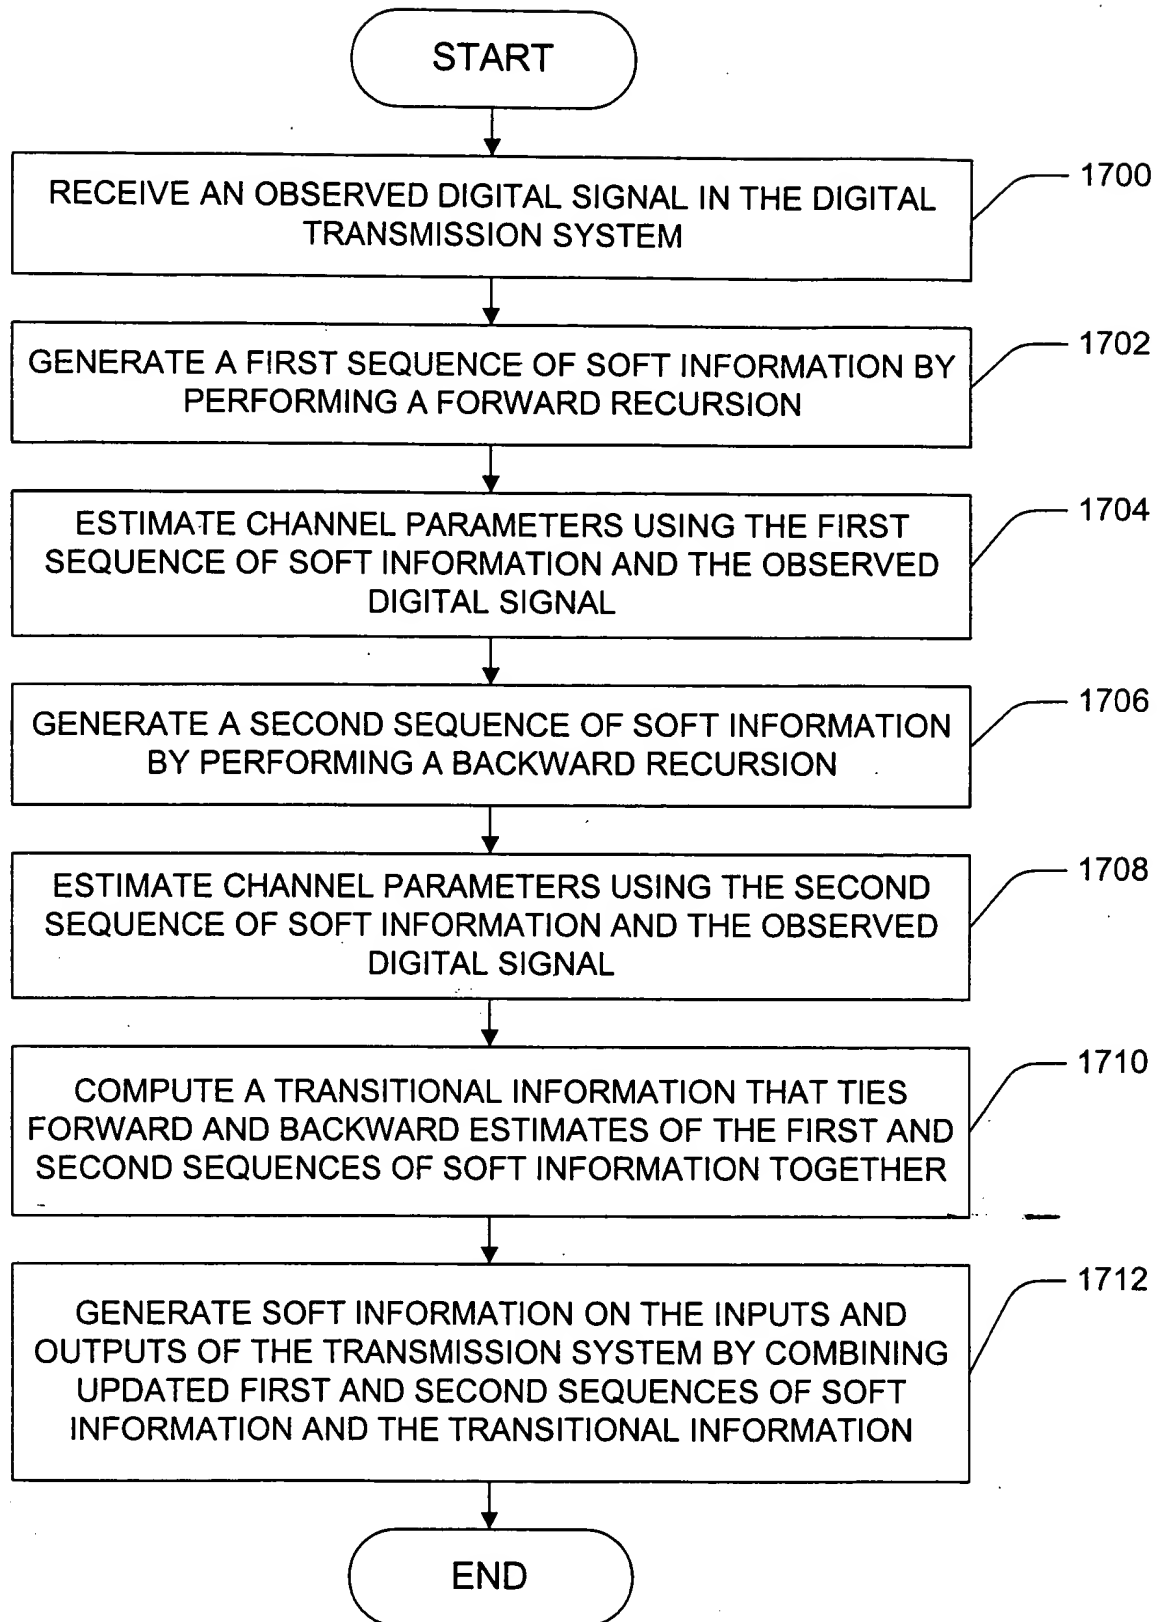 START
RECEIVE AN OBSERVED DIGITAL SIGNAL IN THE DIGITAL
TRANSMISSION SYSTEM
1700
GENERATE A FIRST SEQUENCE OF SOFT INFORMATION BY
PERFORMING A FORWARD RECURSION
1702
ESTIMATE CHANNEL PARAMETERS USING THE FIRST
SEQUENCE OF SOFT INFORMATION AND THE OBSERVED
DIGITAL SIGNAL
1704
GENERATE A SECOND SEQUENCE OF SOFT INFORMATION
BY PERFORMING A BACKWARD RECURSION
1706
ESTIMATE CHANNEL PARAMETERS USING THE SECOND
SEQUENCE OF SOFT INFORMATION AND THE OBSERVED
DIGITAL SIGNAL
1708
COMPUTE A TRANSITIONAL INFORMATION THAT TIES
FORWARD AND BACKWARD ESTIMATES OF THE FIRST AND
SECOND SEQUENCES OF SOFT INFORMATION TOGETHER
1710
GENERATE SOFT INFORMATION ON THE INPUTS AND
OUTPUTS OF THE TRANSMISSION SYSTEM BY COMBINING
UPDATED FIRST AND SECOND SEQUENCES OF SOFT
INFORMATION AND THE TRANSITIONAL INFORMATION
1712
END